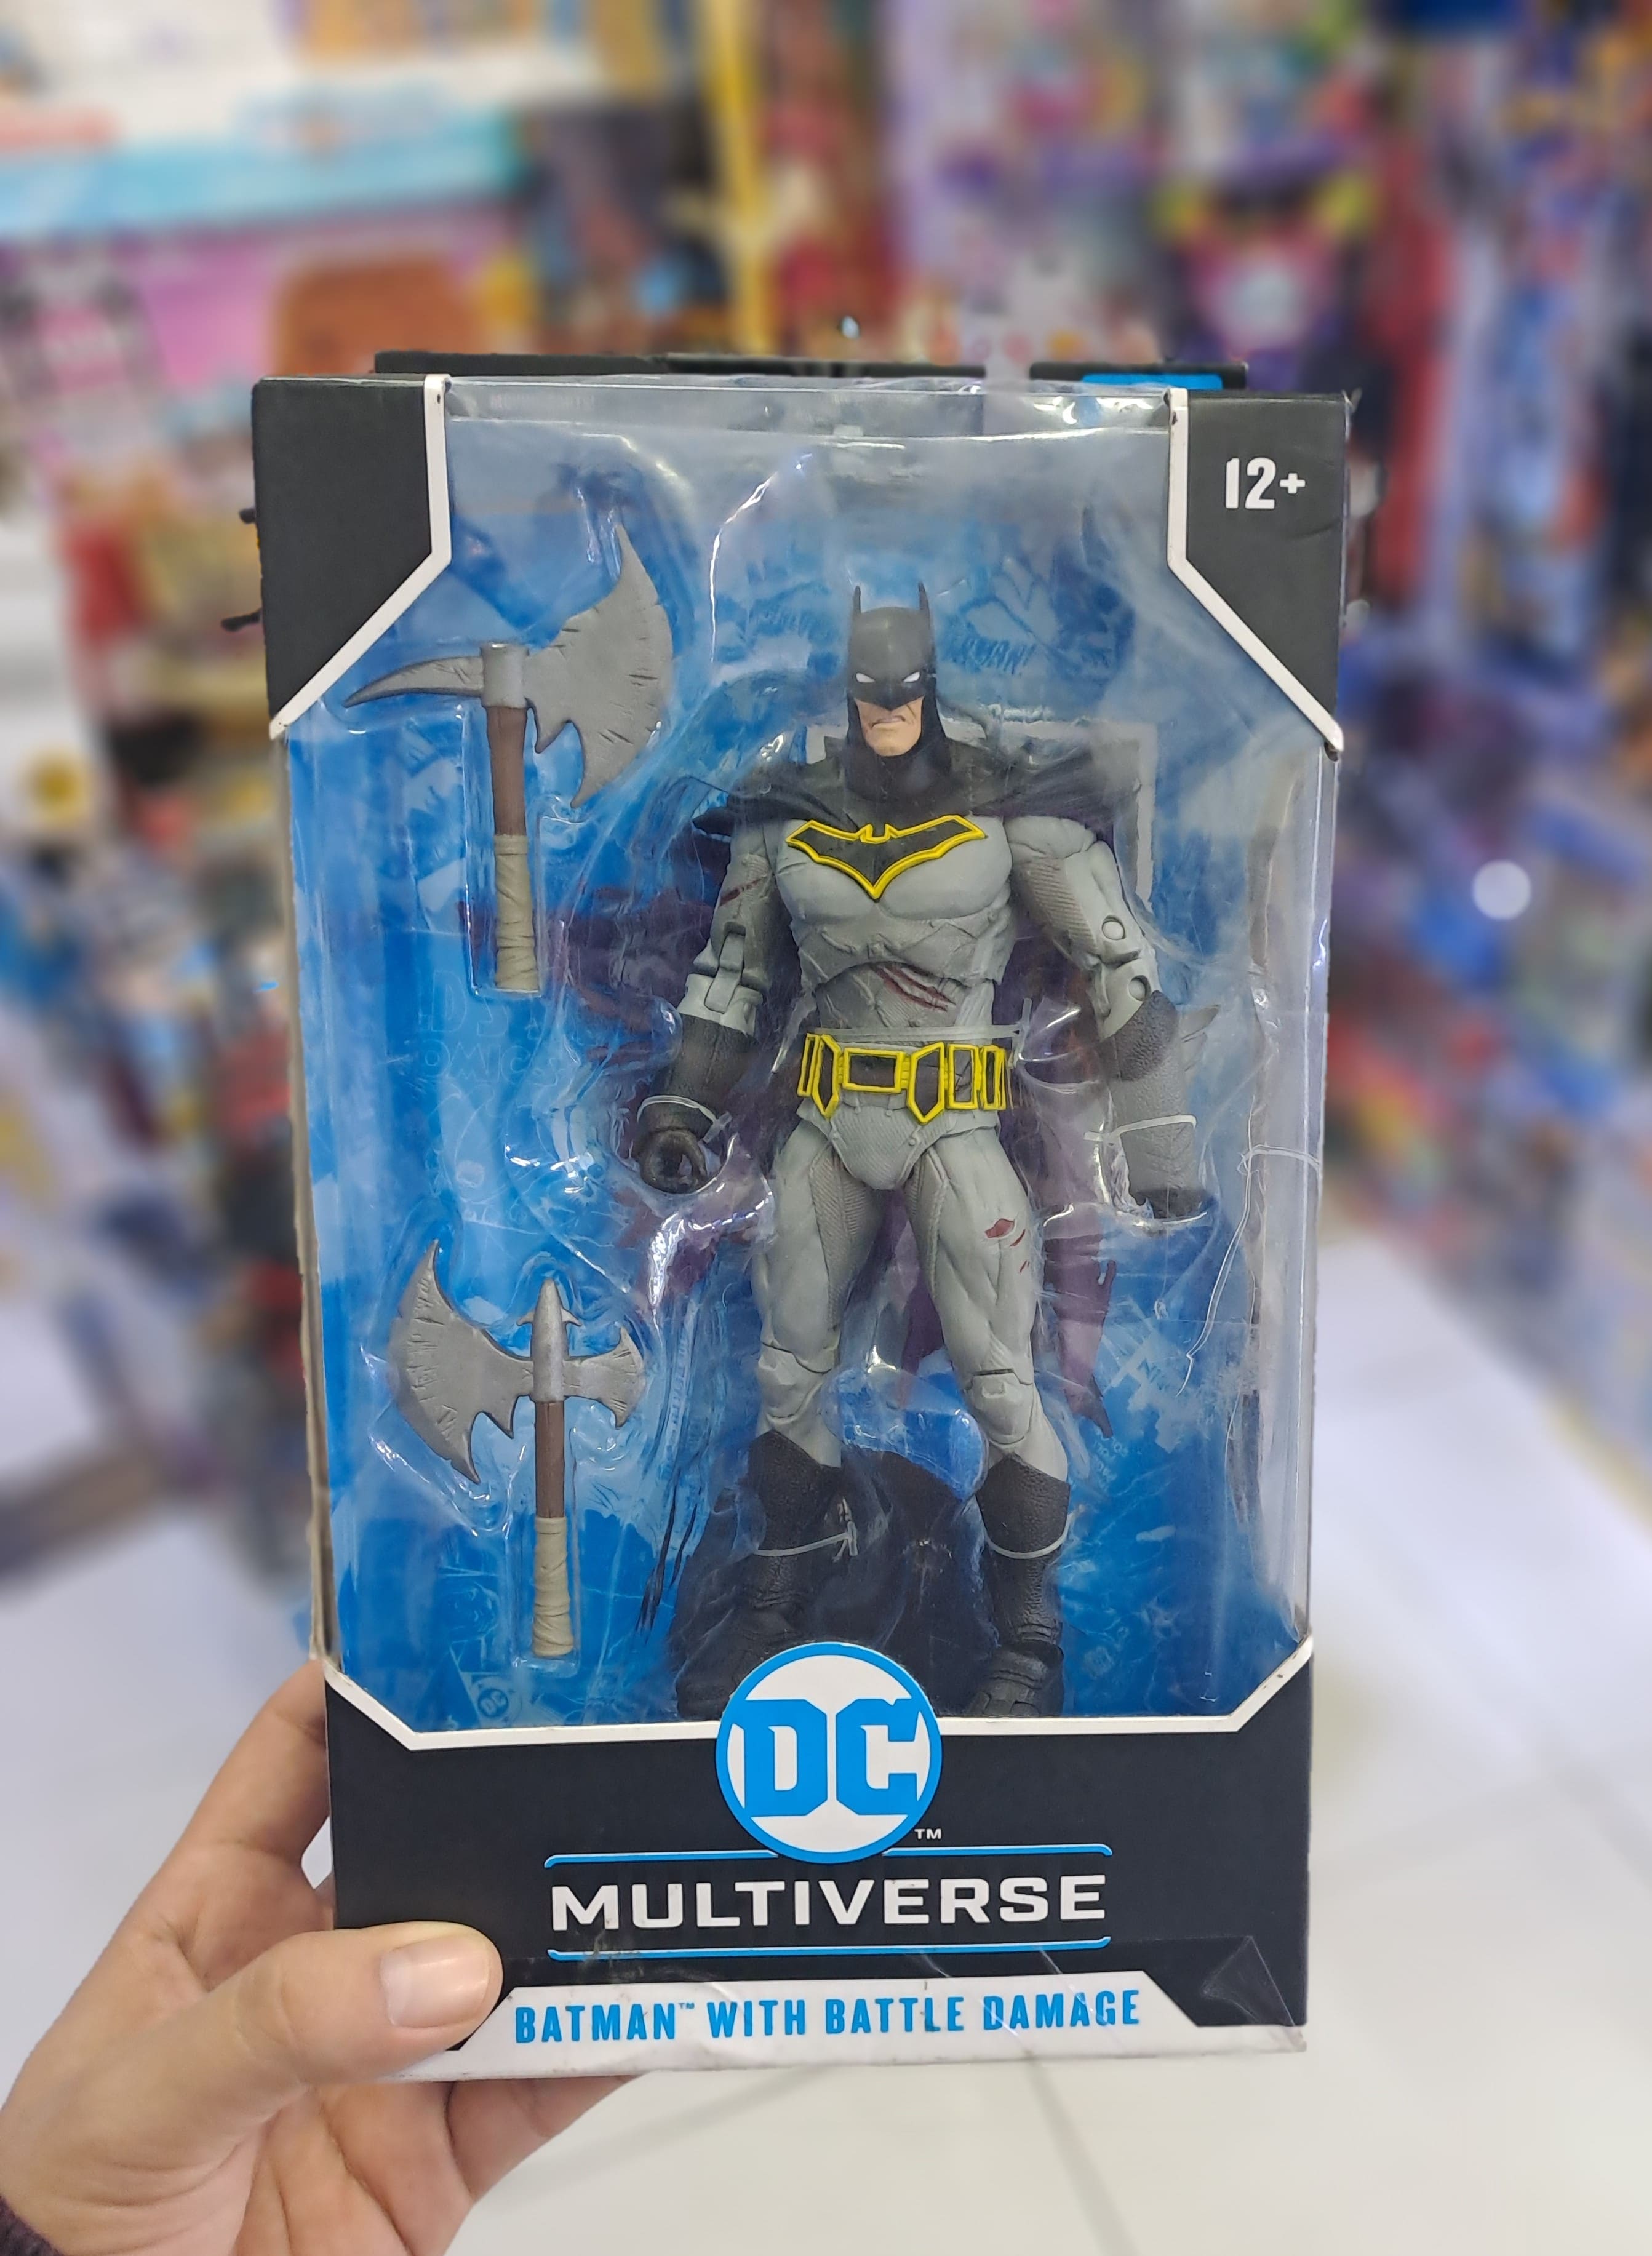 12+
DC
™
MULTIVERSE
BATMAN™ WITH BATTLE DAMAGE